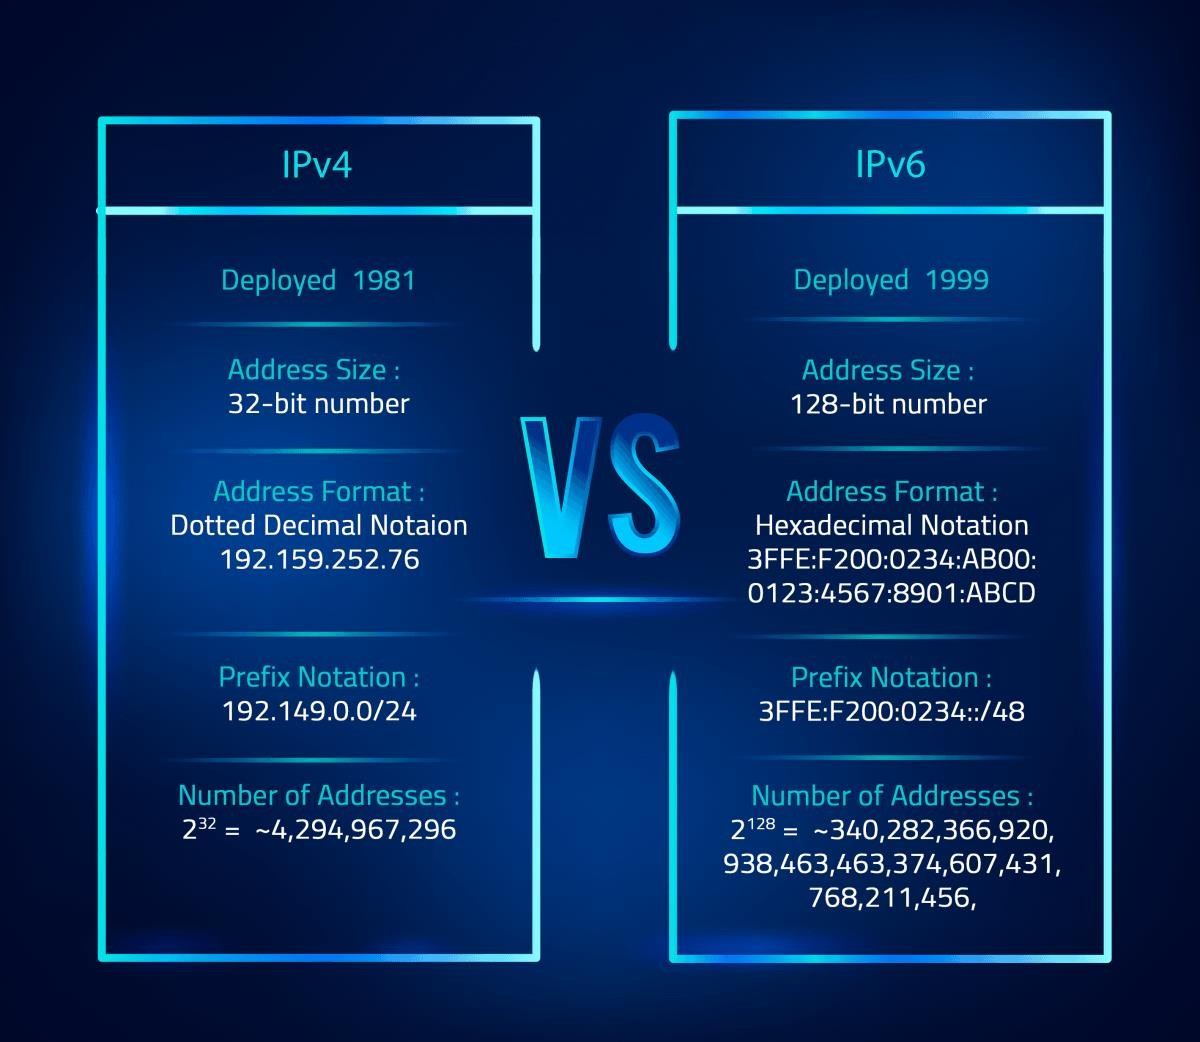 IPv4
Deployed 1981
Address Size :
32-bit number
Address Format :
Dotted Decimal Notaion
192.159.252.76
Prefix Notation :
192.149.0.0/24
Number of Addresses :
2³² = ~4,294,967,296
VS
IPv6
Deployed 1999
Address Size :
128-bit number
Address Format :
Hexadecimal Notation
3FFE:F200:0234:AB00:
0123:4567:8901:ABCD
Prefix Notation :
3FFE:F200:0234::/48
Number of Addresses :
2¹²⁸ = ~340,282,366,920,
938,463,463,374,607,431,
768,211,456,